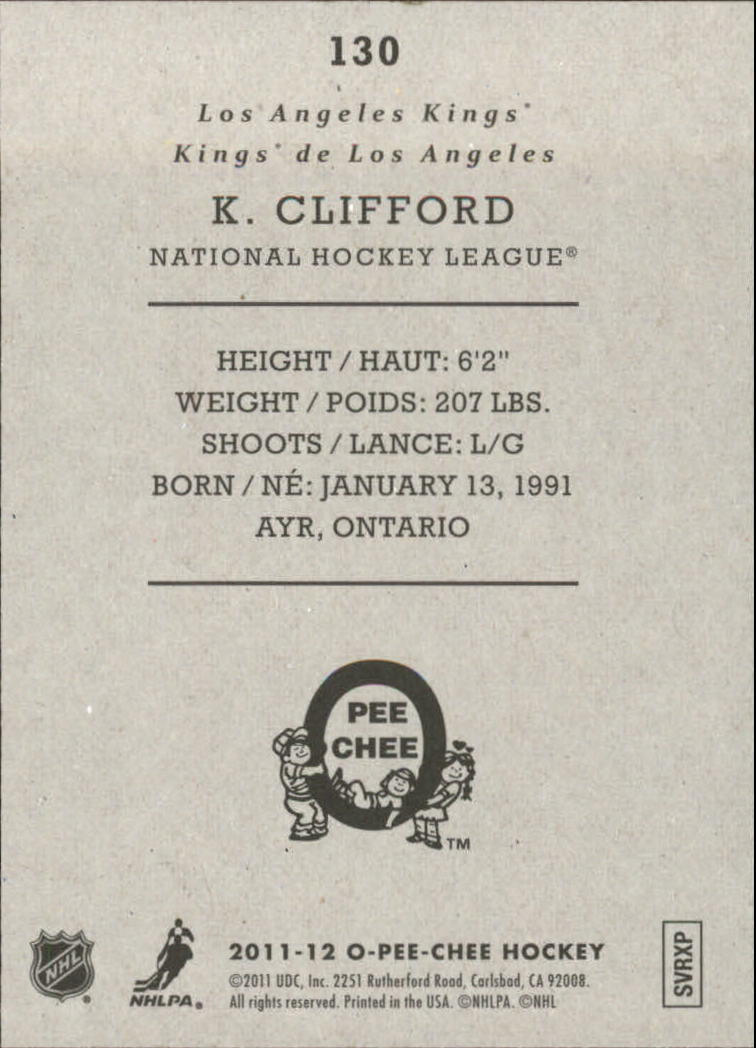 130
Los Angeles Kings®
Kings® de Los Angeles
K. CLIFFORD
NATIONAL HOCKEY LEAGUE®
HEIGHT / HAUT: 6'2"
WEIGHT / POIDS: 207 LBS.
SHOOTS / LANCE: L/G
BORN / NÉ: JANUARY 13, 1991
AYR, ONTARIO
PEE
CHEE
TM
NHL®
NHLPA®
2011-12 O-PEE-CHEE HOCKEY
©2011 UDC, Inc. 2251 Rutherford Road, Carlsbad, CA 92008.
All rights reserved. Printed in the USA. ©NHLPA. ©NHL
SVRXP